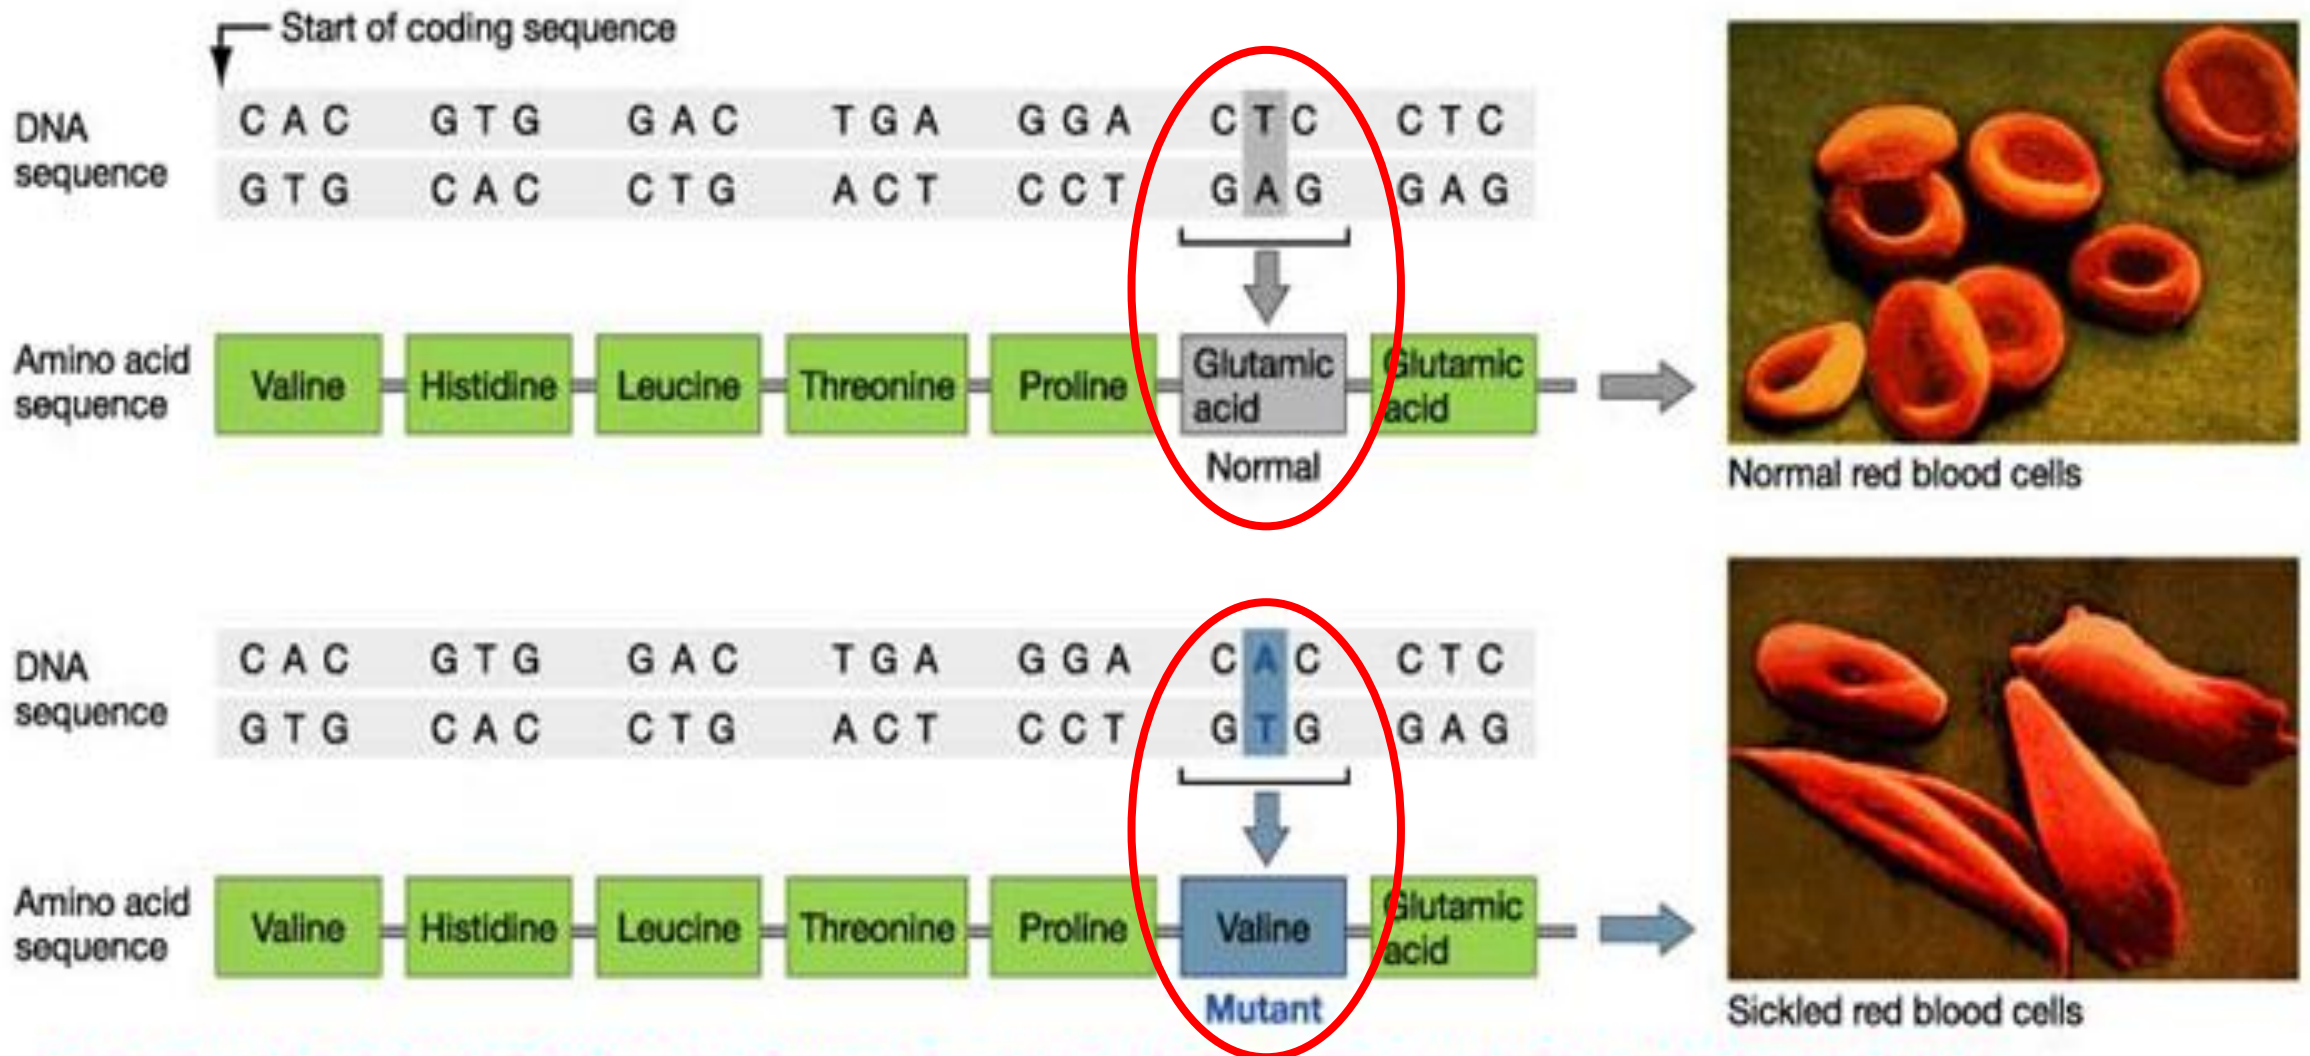 Start of coding sequence
DNA
sequence
C A C G T G G A C T G A G G A C T C C T C
G T G C A C C T G A C T C C T G A G G A G
Amino acid
sequence
Valine
Histidine
Leucine
Threonine
Proline
Glutamic
acid
Glutamic
acid
Normal
Normal red blood cells
DNA
sequence
C A C G T G G A C T G A G G A C A C C T C
G T G C A C C T G A C T C C T G T G G A G
Amino acid
sequence
Valine
Histidine
Leucine
Threonine
Proline
Valine
Glutamic
acid
Mutant
Sickled red blood cells